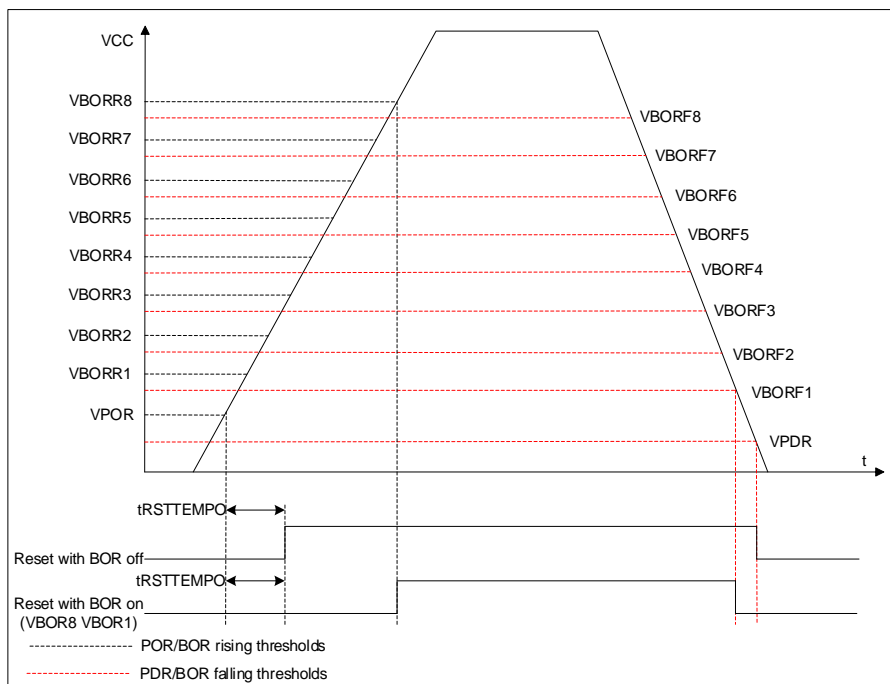 VCC
VBORR8
VBORF8
VBORR7
VBORF7
VBORR6
VBORF6
VBORR5
VBORF5
VBORR4
VBORF4
VBORR3
VBORF3
VBORR2
VBORF2
VBORR1
VBORF1
VPOR
VPDR
t
tRSTTEMPO
Reset with BOR off
tRSTTEMPO
Reset with BOR on
(VBOR8 VBOR1)
POR/BOR rising thresholds
PDR/BOR falling thresholds